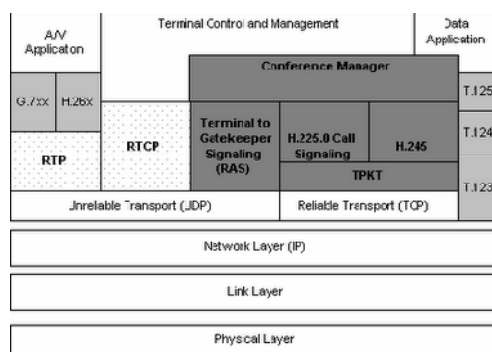 A/V
Application
Terminal Control and Management
Data
Application
Conference Manager
G.7xx
H.26x
T.125
RTP
RTCP
Terminal to
Gatekeeper
Signaling
(RAS)
H.225.0 Call
Signaling
H.245
T.124
TPKT
T.123
Unreliable Transport (UDP)
Reliable Transport (TCP)
Network Layer (IP)
Link Layer
Physical Layer